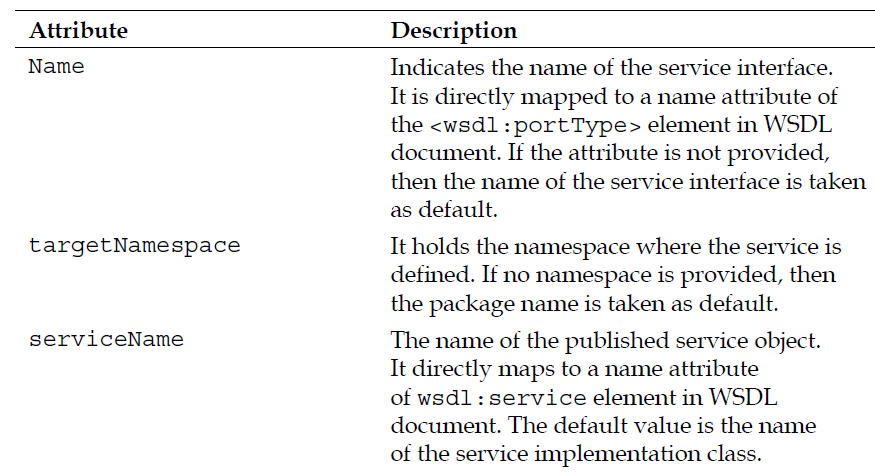 Attribute Description
Name Indicates the name of the service interface.
It is directly mapped to a name attribute of
the <wsdl:portType> element in WSDL
document. If the attribute is not provided,
then the name of the service interface is taken
as default.
targetNamespace It holds the namespace where the service is
defined. If no namespace is provided, then
the package name is taken as default.
serviceName The name of the published service object.
It directly maps to a name attribute
of wsdl:service element in WSDL
document. The default value is the name
of the service implementation class.